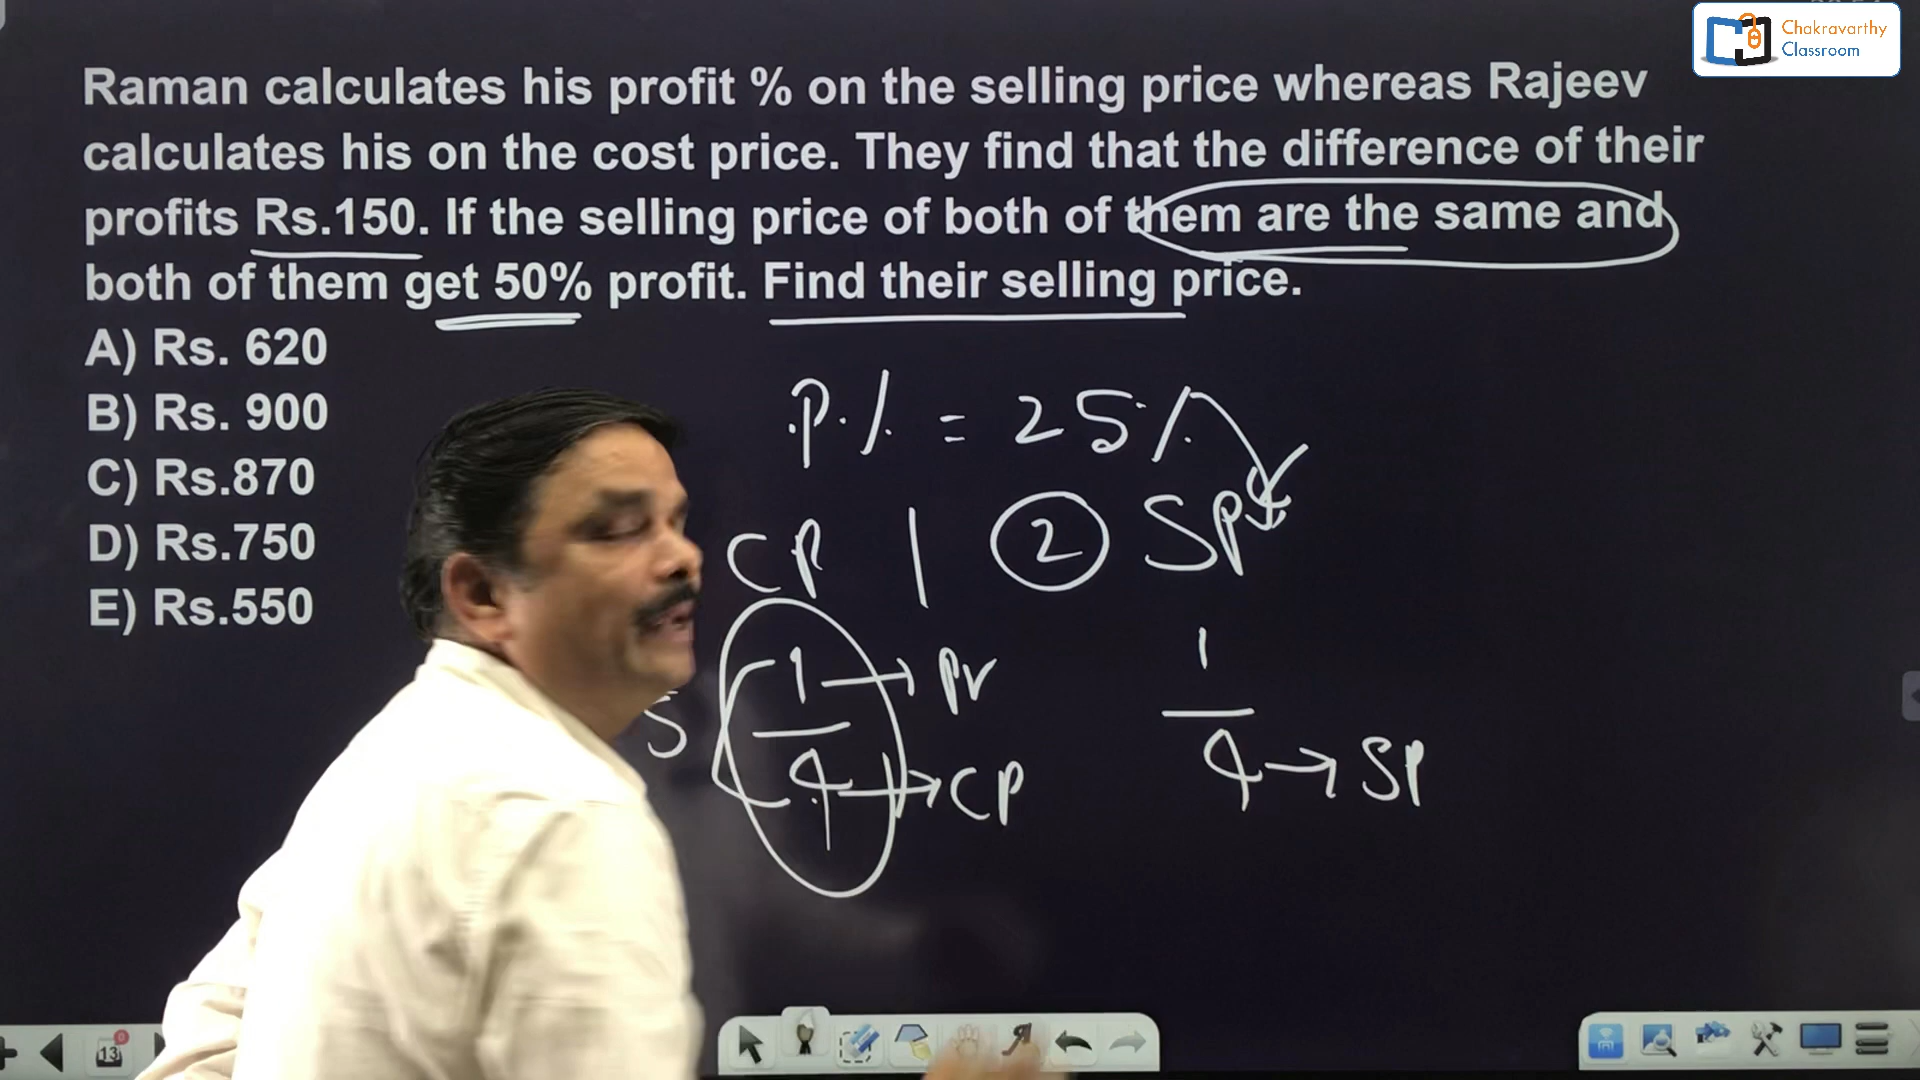 Chakravarthy
Classroom
Raman calculates his profit % on the selling price whereas Rajeev
calculates his on the cost price. They find that the difference of their
profits Rs.150. If the selling price of both of them are the same and
both of them get 50% profit. Find their selling price.
A) Rs. 620
B) Rs. 900
C) Rs.870
D) Rs.750
E) Rs.550
P.% = 25%
CP | 2 SP
1 → Pr
4 → CP
5
1
4 → SP
13